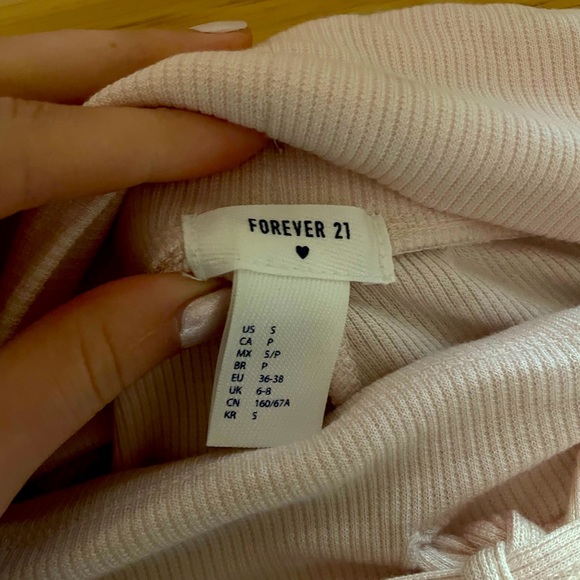 FOREVER 21
US S
CA P
MX S/P
BR P
EU 36-38
UK 6-8
CN 160/67A
KR S